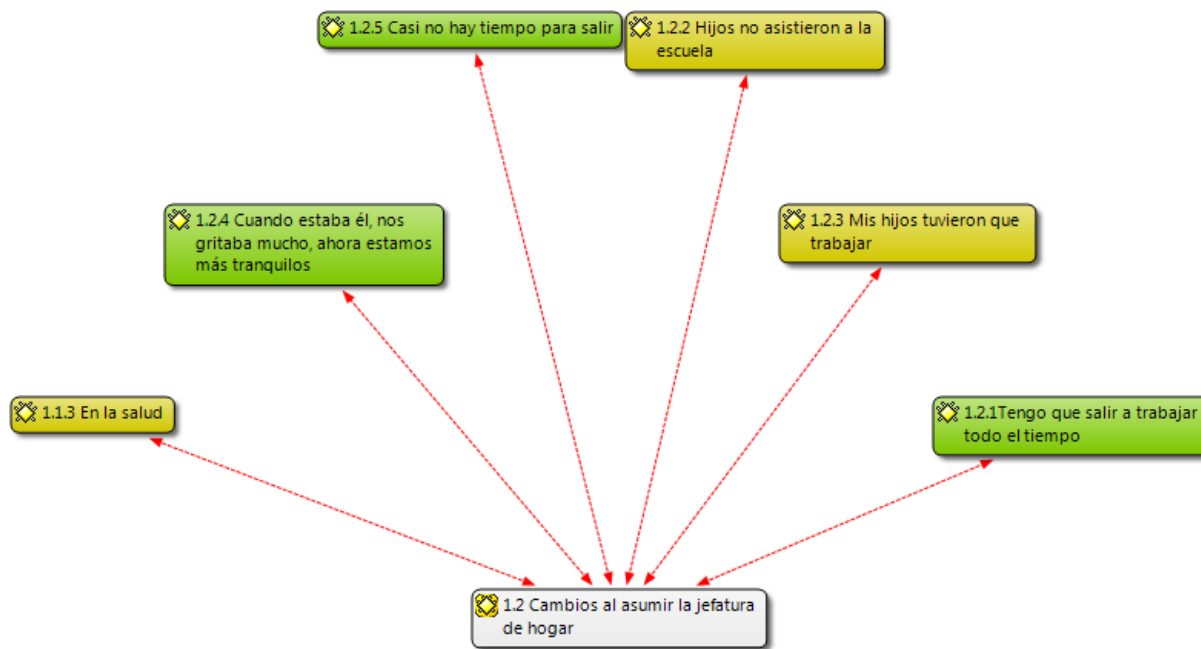 1.2.5 Casi no hay tiempo para salir
1.2.2 Hijos no asistieron a la
escuela
1.2.4 Cuando estaba él, nos
gritaba mucho, ahora estamos
más tranquilos
1.2.3 Mis hijos tuvieron que
trabajar
1.1.3 En la salud
1.2.1Tengo que salir a trabajar
todo el tiempo
1.2 Cambios al asumir la jefatura
de hogar